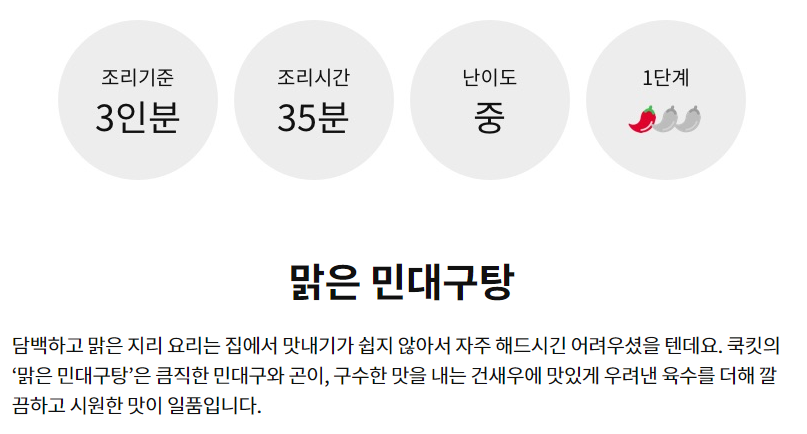 조리기준
3인분
조리시간
35분
난이도
중
1단계
맑은 민대구탕
담백하고 맑은 지리 요리는 집에서 맛내기가 쉽지 않아서 자주 해드시긴 어려우셨을 텐데요. 쿡킷의
‘맑은 민대구탕’은 큼직한 민대구와 곤이, 구수한 맛을 내는 건새우에 맛있게 우려낸 육수를 더해 깔
끔하고 시원한 맛이 일품입니다.